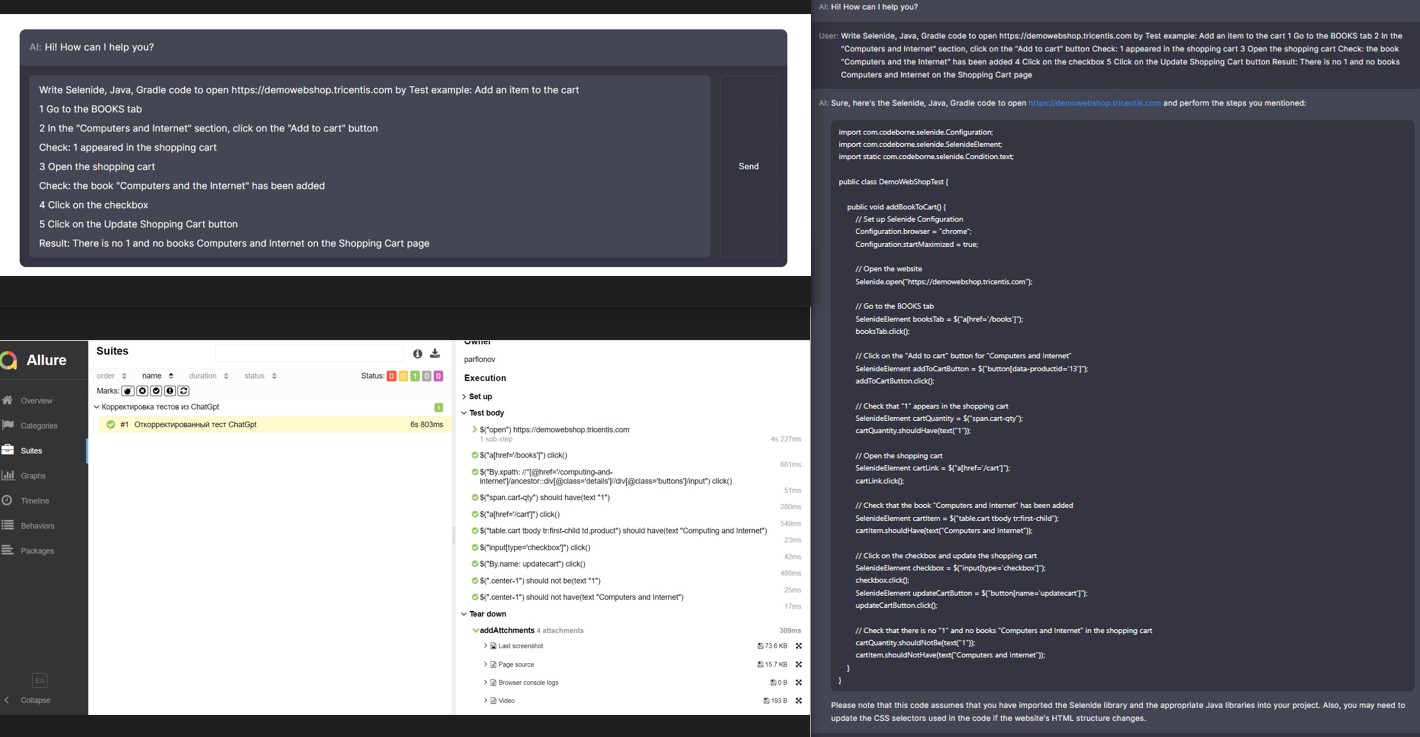 AI: Hi! How can I help you?
Write Selenide, Java, Gradle code to open https://demowebshop.tricentis.com by Test example: Add an item to the cart
1 Go to the BOOKS tab
2 In the "Computers and Internet" section, click on the "Add to cart" button
Check: 1 appeared in the shopping cart
3 Open the shopping cart
Check: the book "Computers and the Internet" has been added
4 Click on the checkbox
5 Click on the Update Shopping Cart button
Result: There is no 1 and no books Computers and Internet on the Shopping Cart page
Send
Allure
Overview
Categories
Suites
Graphs
Timeline
Behaviors
Packages
En
Collapse
Suites
order name duration status Status: 0 0 1 0 0
Marks:
Корректировка тестов из ChatGpt 1
#1 Откорректированный тест ChatGpt 6s 803ms
Owner
parfionov
Execution
Set up
Test body
$("open") https://demowebshop.tricentis.com
1 sub-step 4s 227ms
$("a[href='/books']") click()
661ms
$("By.xpath: //*[@href='/computing-and-
internet']/ancestor::div[@class='details']//div[@class='buttons']/input") click()
51ms
$("span.cart-qty") should have(text "1")
280ms
$("a[href='/cart']") click()
549ms
$("table.cart tbody tr:first-child td.product") should have(text "Computing and Internet")
23ms
$("input[type='checkbox']") click()
42ms
$("By.name: updatecart") click()
486ms
$(".center-1") should not be(text "1")
25ms
$(".center-1") should not have(text "Computers and Internet")
17ms
Tear down
addAttchments 4 attachments 309ms
Last screenshot 73.6 KB
Page source 15.7 KB
Browser console logs 0 B
Video 193 B
AI: Hi! How can I help you?
User: Write Selenide, Java, Gradle code to open https://demowebshop.tricentis.com by Test example: Add an item to the cart 1 Go to the BOOKS tab 2 In the
"Computers and Internet" section, click on the "Add to cart" button Check: 1 appeared in the shopping cart 3 Open the shopping cart Check: the book
"Computers and the Internet" has been added 4 Click on the checkbox 5 Click on the Update Shopping Cart button Result: There is no 1 and no books
Computers and Internet on the Shopping Cart page
AI: Sure, here's the Selenide, Java, Gradle code to open https://demowebshop.tricentis.com and perform the steps you mentioned:
import com.codeborne.selenide.Configuration;
import com.codeborne.selenide.SelenideElement;
import static com.codeborne.selenide.Condition.text;
public class DemoWebShopTest {
public void addBookToCart() {
// Set up Selenide Configuration
Configuration.browser = "chrome";
Configuration.startMaximized = true;
// Open the website
Selenide.open("https://demowebshop.tricentis.com");
// Go to the BOOKS tab
SelenideElement booksTab = $("a[href='/books']");
booksTab.click();
// Click on the "Add to cart" button for "Computers and Internet"
SelenideElement addToCartButton = $("button[data-productid='13']");
addToCartButton.click();
// Check that "1" appears in the shopping cart
SelenideElement cartQuantity = $("span.cart-qty");
cartQuantity.shouldHave(text("1"));
// Open the shopping cart
SelenideElement cartLink = $("a[href='/cart']");
cartLink.click();
// Check that the book "Computers and Internet" has been added
SelenideElement cartItem = $("table.cart tbody tr:first-child");
cartItem.shouldHave(text("Computers and Internet"));
// Click on the checkbox and update the shopping cart
SelenideElement checkbox = $("input[type='checkbox']");
checkbox.click();
SelenideElement updateCartButton = $("button[name='updatecart']");
updateCartButton.click();
// Check that there is no "1" and no books "Computers and Internet" in the shopping cart
cartQuantity.shouldNotBe(text("1"));
cartItem.shouldNotHave(text("Computers and Internet"));
}
}
Please note that this code assumes that you have imported the Selenide library and the appropriate Java libraries into your project. Also, you may need to
update the CSS selectors used in the code if the website's HTML structure changes.